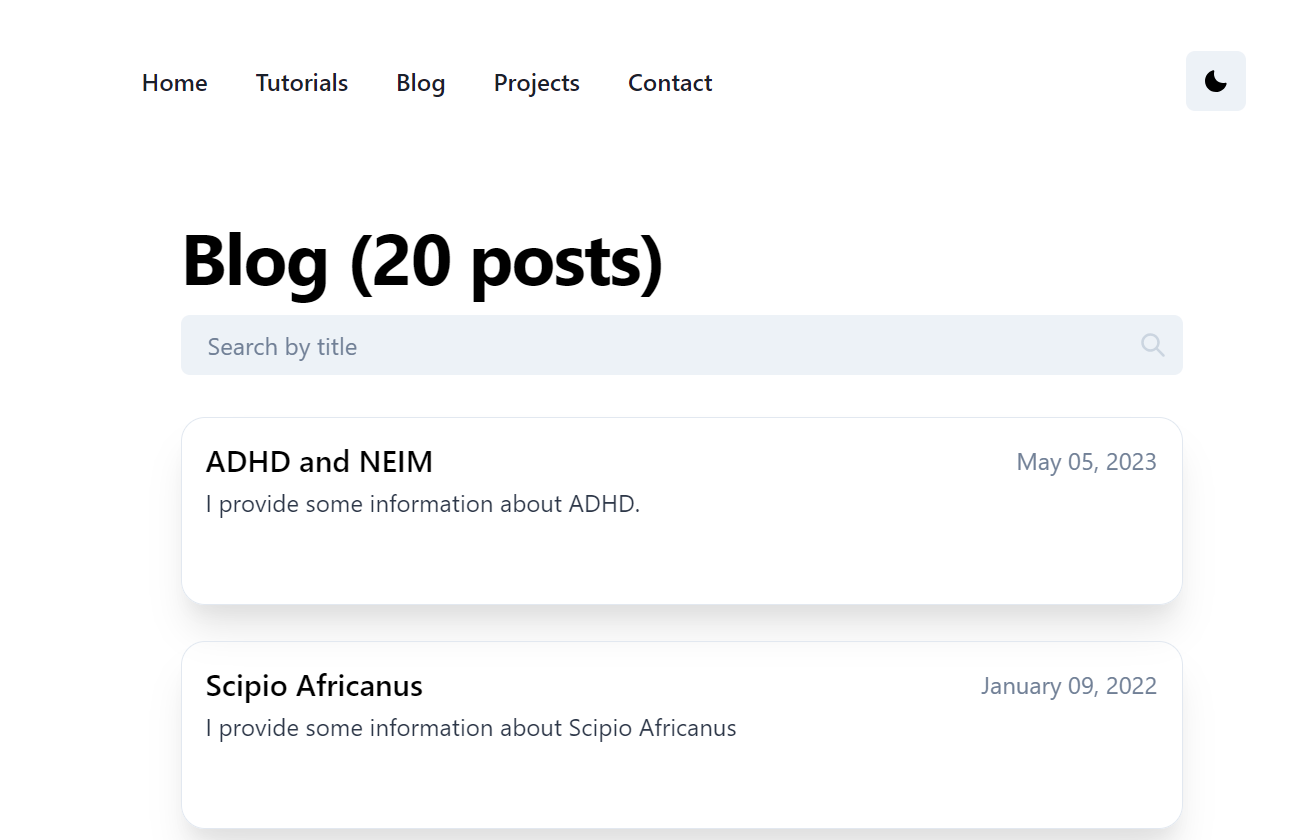 Home Tutorials Blog Projects Contact
Blog (20 posts)
Search by title
ADHD and NEIM May 05, 2023
I provide some information about ADHD.
Scipio Africanus January 09, 2022
I provide some information about Scipio Africanus